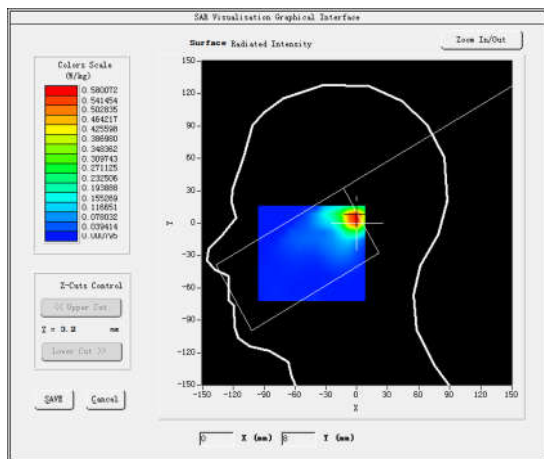 SAR Visualisation Graphical Interface
Surface Radiated Intensity
Zoom In/Out
Colors Scale
(W/kg)
0.580072
0.541454
0.502835
0.464217
0.425598
0.386980
0.348362
0.309743
0.271125
0.232506
0.193888
0.155269
0.116651
0.078032
0.039414
0.000795
Z-Cuts Control
<< Upper Cut
Z = 3.2 mm
Lower Cut >>
SAVE Cancel
150
120
90
60
30
0
-30
-60
-90
-120
-150
Y
-150 -120 -90 -60 -30 0 30 60 90 120 150
X
0 X (mm) 8 Y (mm)